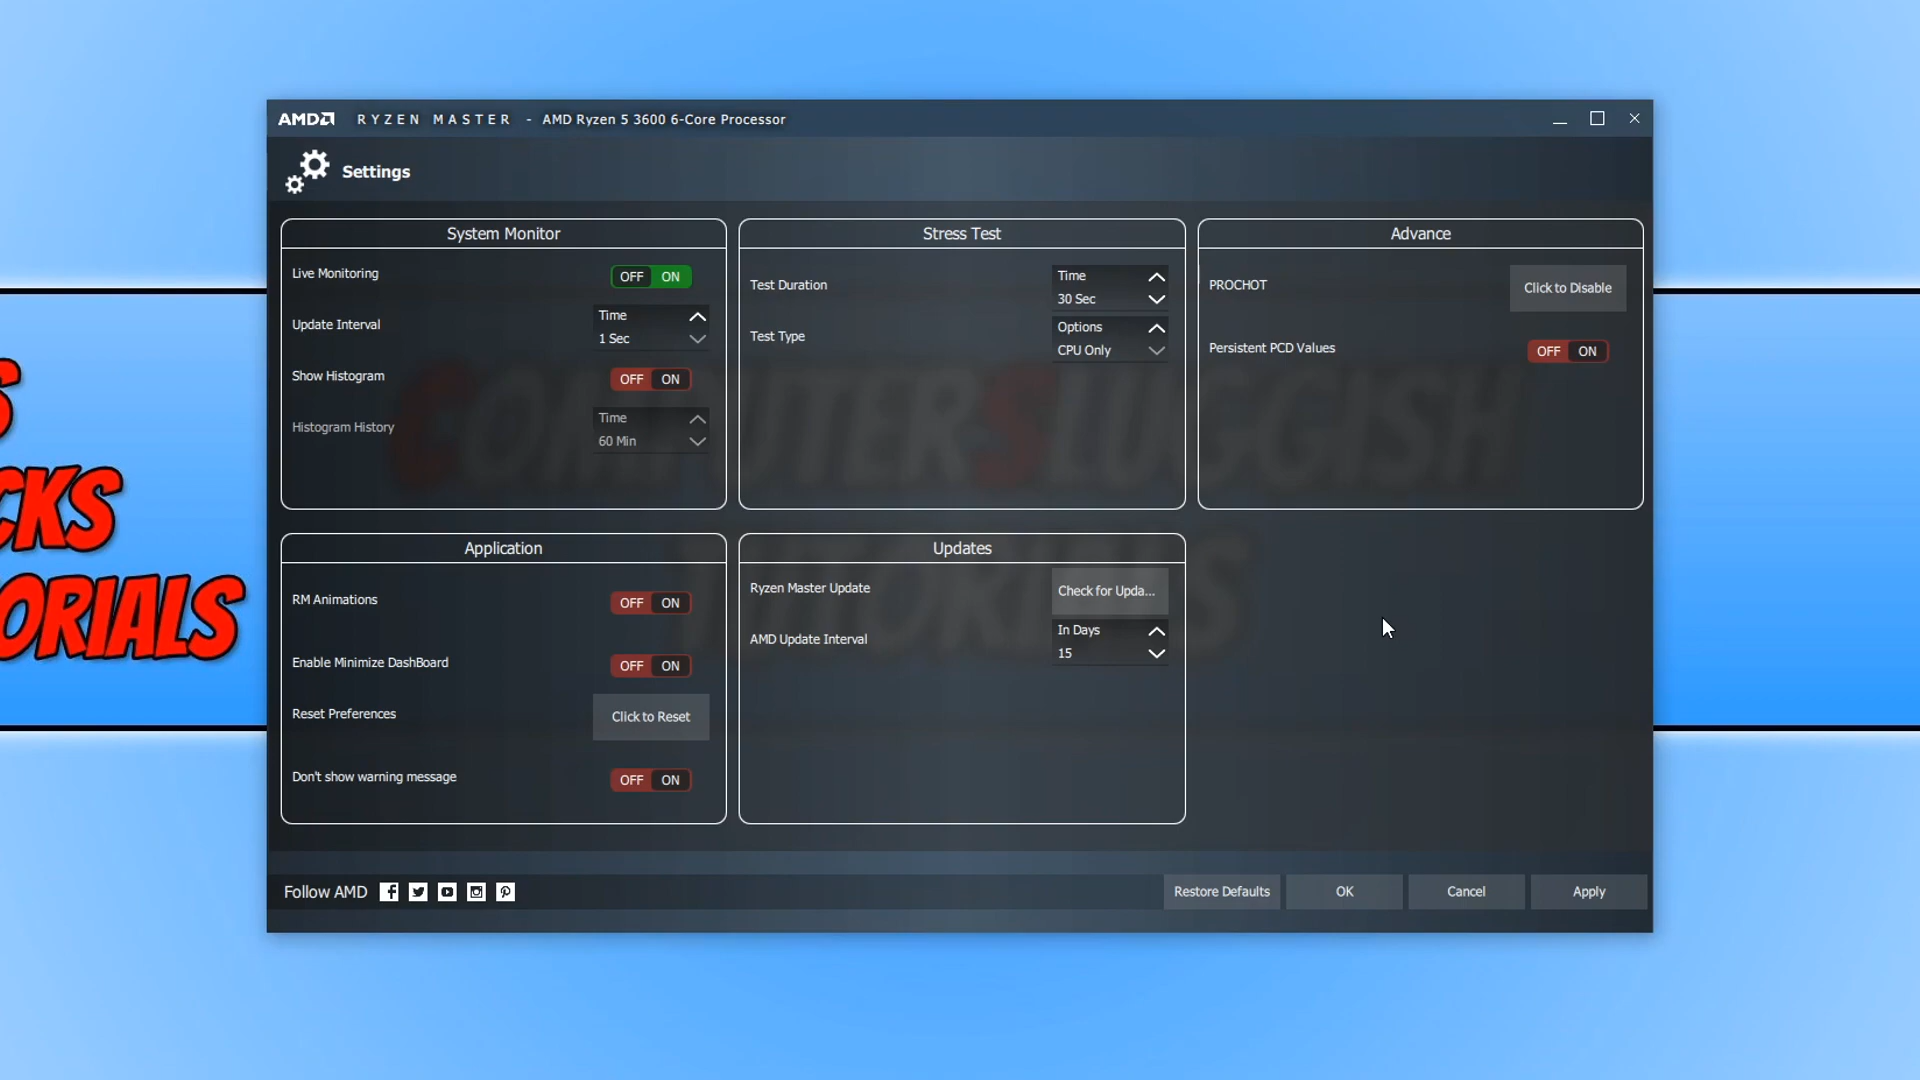 AMD RYZEN MASTER - AMD Ryzen 5 3600 6-Core Processor
Settings
System Monitor
Live Monitoring OFF ON
Update Interval Time
1 Sec
Show Histogram OFF ON
Histogram History Time
60 Min
Stress Test
Test Duration Time
30 Sec
Test Type Options
CPU Only
Advance
PROCHOT Click to Disable
Persistent PCD Values OFF ON
Application
RM Animations OFF ON
Enable Minimize DashBoard OFF ON
Reset Preferences Click to Reset
Don't show warning message OFF ON
Updates
Ryzen Master Update Check for Upda...
AMD Update Interval In Days
15
COMPUTERSLUGGISH
TUTORIALS
S
CKS
ORIALS
Follow AMD
Restore Defaults OK Cancel Apply